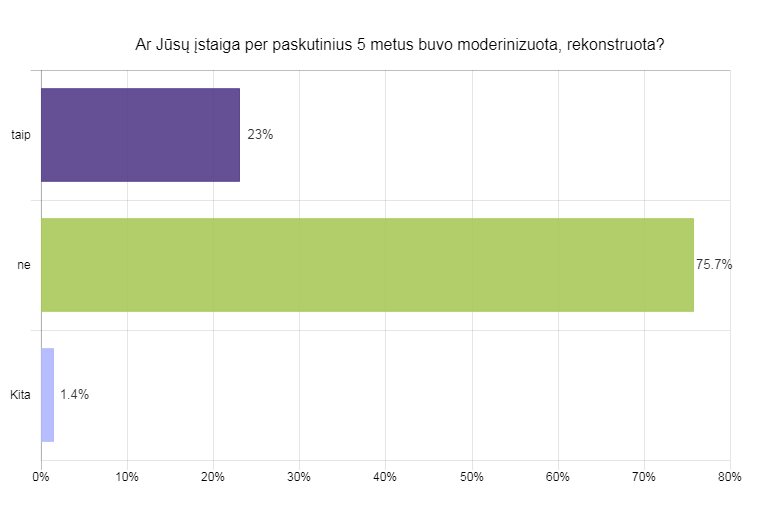 Ar Jūsų įstaiga per paskutinius 5 metus buvo moderinizuota, rekonstruota?
taip 23%
ne 75.7%
Kita 1.4%
0% 10% 20% 30% 40% 50% 60% 70% 80%